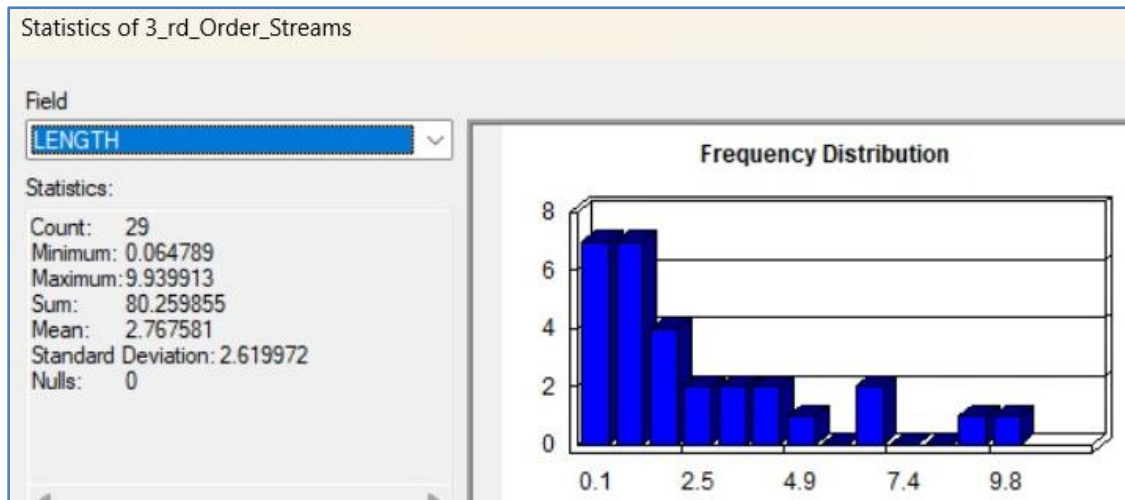 Statistics of 3_rd_Order_Streams
Field
LENGTH
Statistics:
Count: 29
Minimum: 0.064789
Maximum: 9.939913
Sum: 80.259855
Mean: 2.767581
Standard Deviation: 2.619972
Nulls: 0
Frequency Distribution
8
6
4
2
0
0.1 2.5 4.9 7.4 9.8